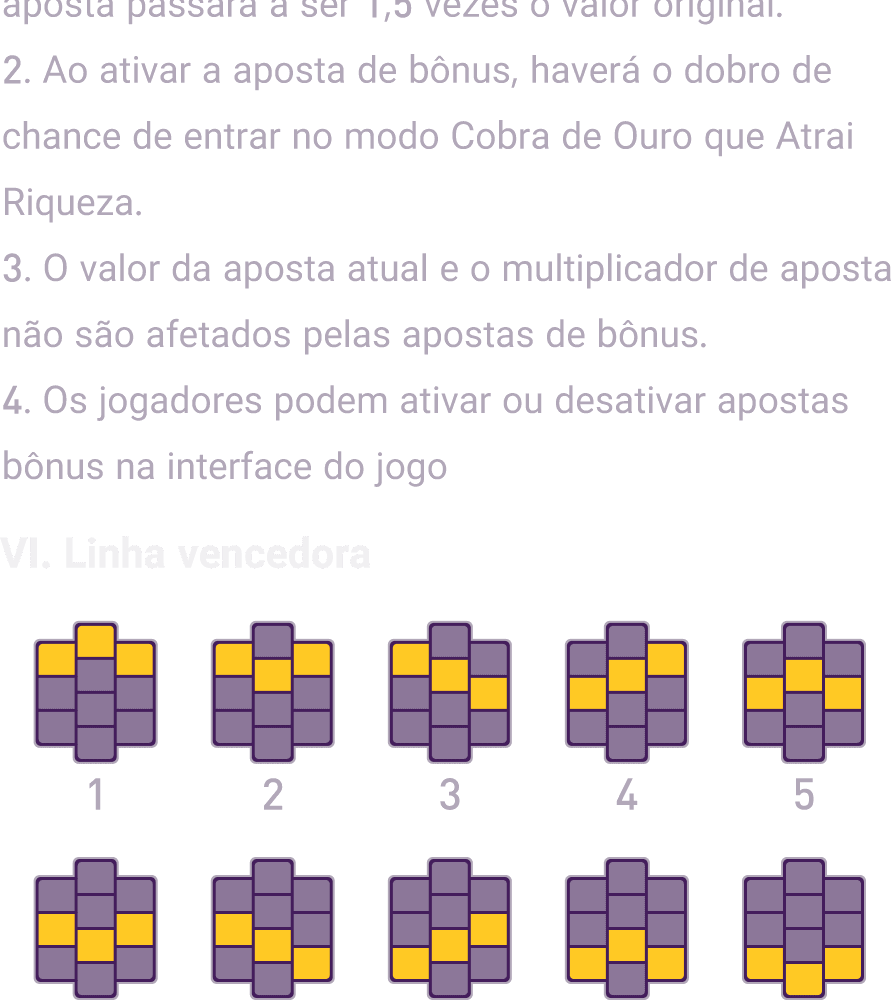 aposta passará a ser 1,5 vezes o valor original.
2. Ao ativar a aposta de bônus, haverá o dobro de
chance de entrar no modo Cobra de Ouro que Atrai
Riqueza.
3. O valor da aposta atual e o multiplicador de aposta
não são afetados pelas apostas de bônus.
4. Os jogadores podem ativar ou desativar apostas
bônus na interface do jogo
VI. Linha vencedora
1 2 3 4 5